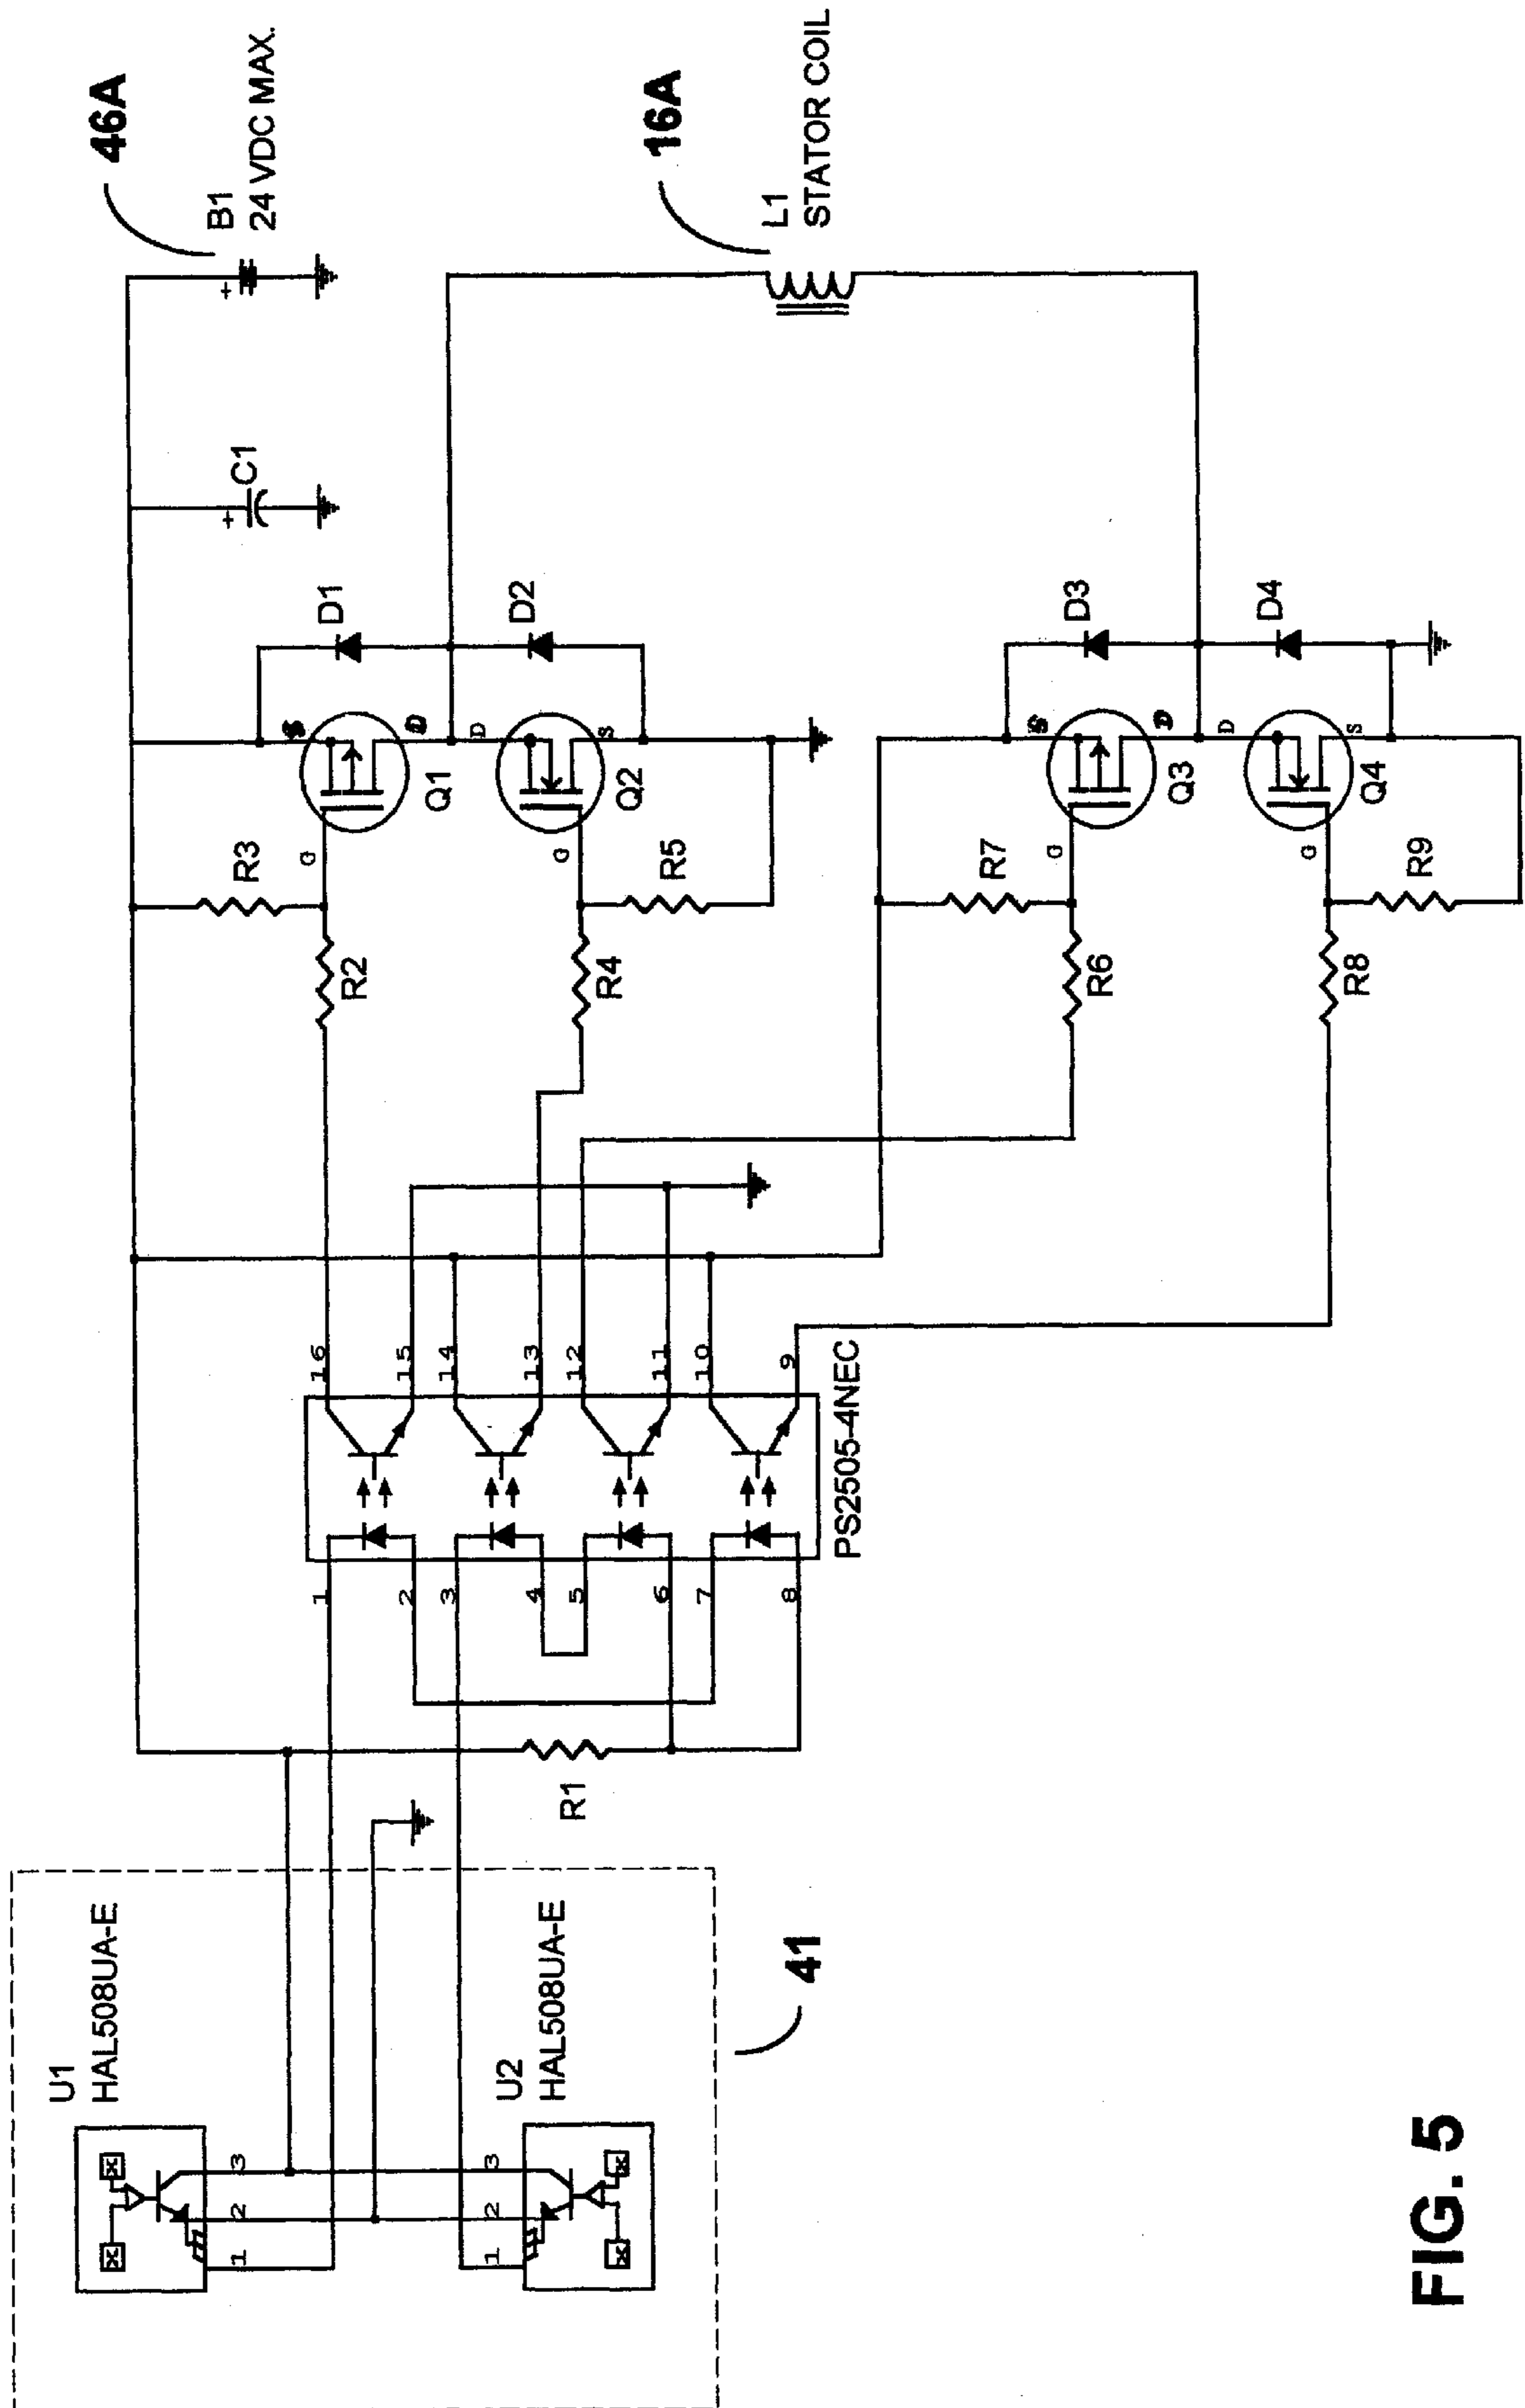 46A
B1
24 VDC MAX.
16A
L1
STATOR COIL
+
+
C1
D1
D2
D3
D4
S
D
D
S
S
D
D
S
Q1
Q2
Q3
Q4
G
G
G
G
R3
R5
R7
R9
R2
R4
R6
R8
16
15
14
13
12
11
10
9
PS2505-4NEC
1
2
3
4
5
6
7
8
R1
U1
HAL508UA-E
U2
HAL508UA-E
3
2
1
3
2
1
41
FIG. 5